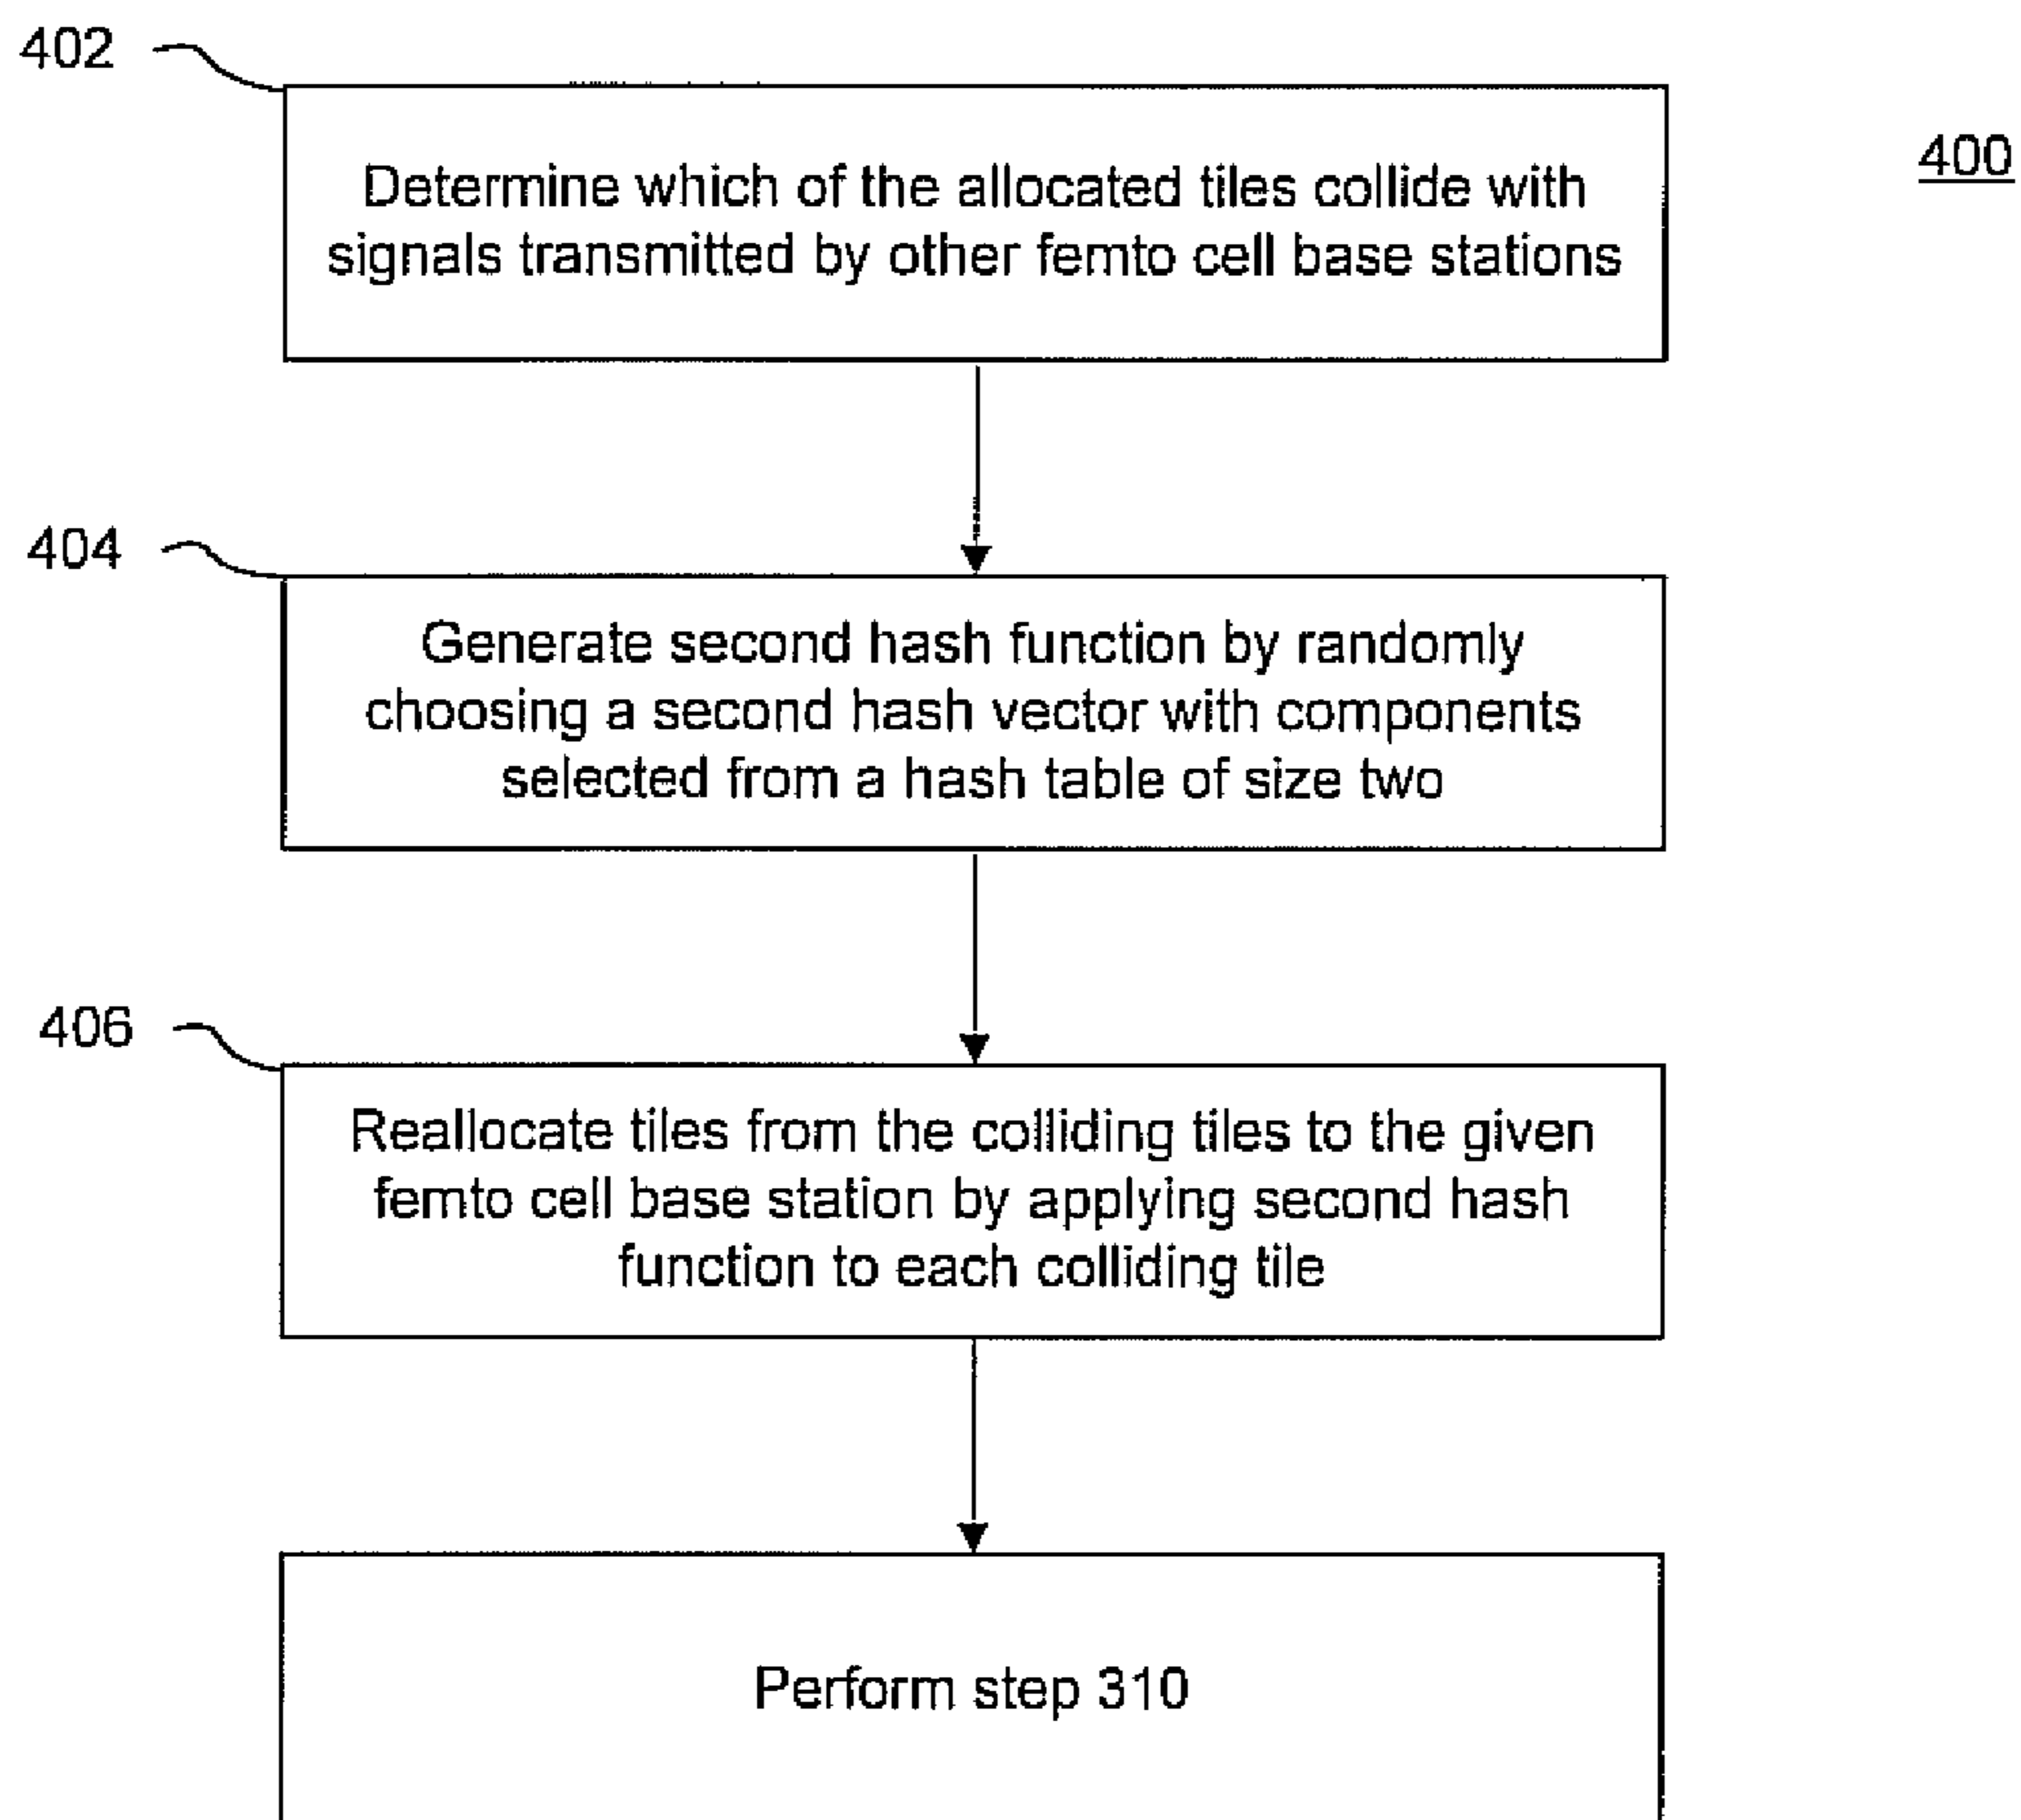 402
400
Determine which of the allocated tiles collide with
signals transmitted by other femto cell base stations
404
Generate second hash function by randomly
choosing a second hash vector with components
selected from a hash table of size two
406
Reallocate tiles from the colliding tiles to the given
femto cell base station by applying second hash
function to each colliding tile
Perform step 310